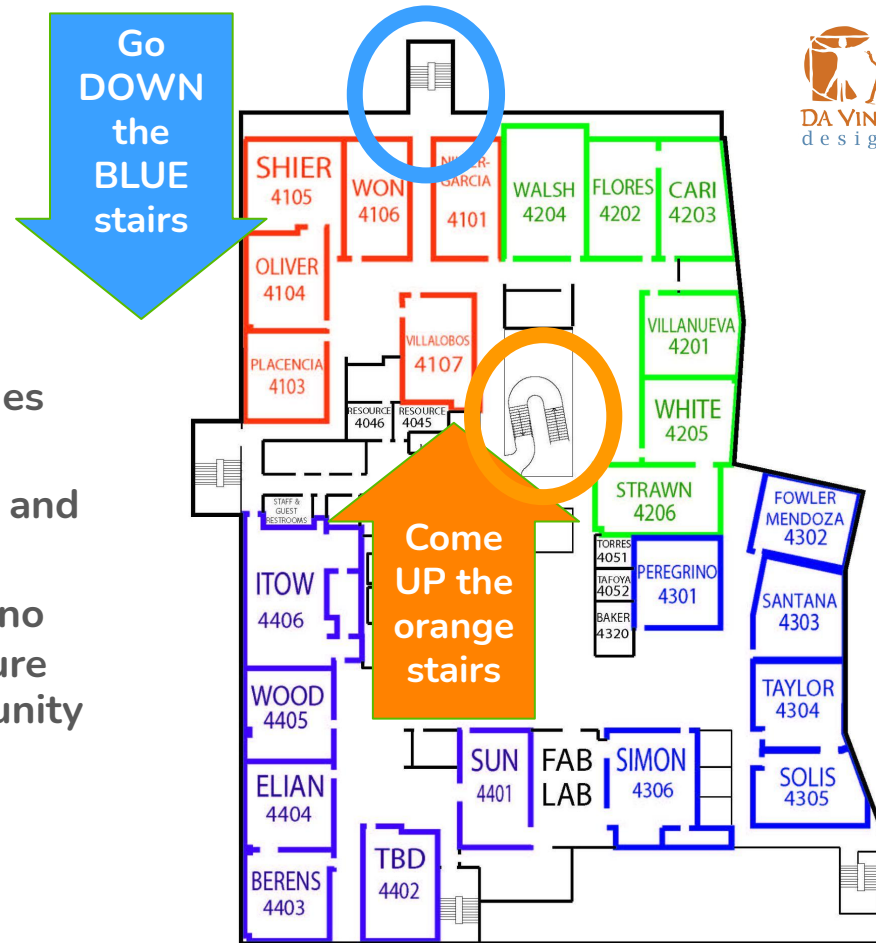 Go
DOWN
the
BLUE
stairs
DA VIN
desig
SHIER
4105
WON
4106
GARCIA
4101
WALSH
4204
FLORES
4202
CARI
4203
OLIVER
4104
VILLALOBOS
4107
VILLANUEVA
4201
PLACENCIA
4103
RESOURCE
4046
RESOURCE
4045
WHITE
4205
es
and
no
ure
unity
STAFF &
GUEST
RESTROOMS
STRAWN
4206
FOWLER
MENDOZA
4302
Come
UP the
orange
stairs
TORRES
4051
TAFOYA
4052
BAKER
4320
PEREGRINO
4301
ITOW
4406
SANTANA
4303
WOOD
4405
TAYLOR
4304
ELIAN
4404
SUN
4401
FAB
LAB
SIMON
4306
SOLIS
4305
BERENS
4403
TBD
4402